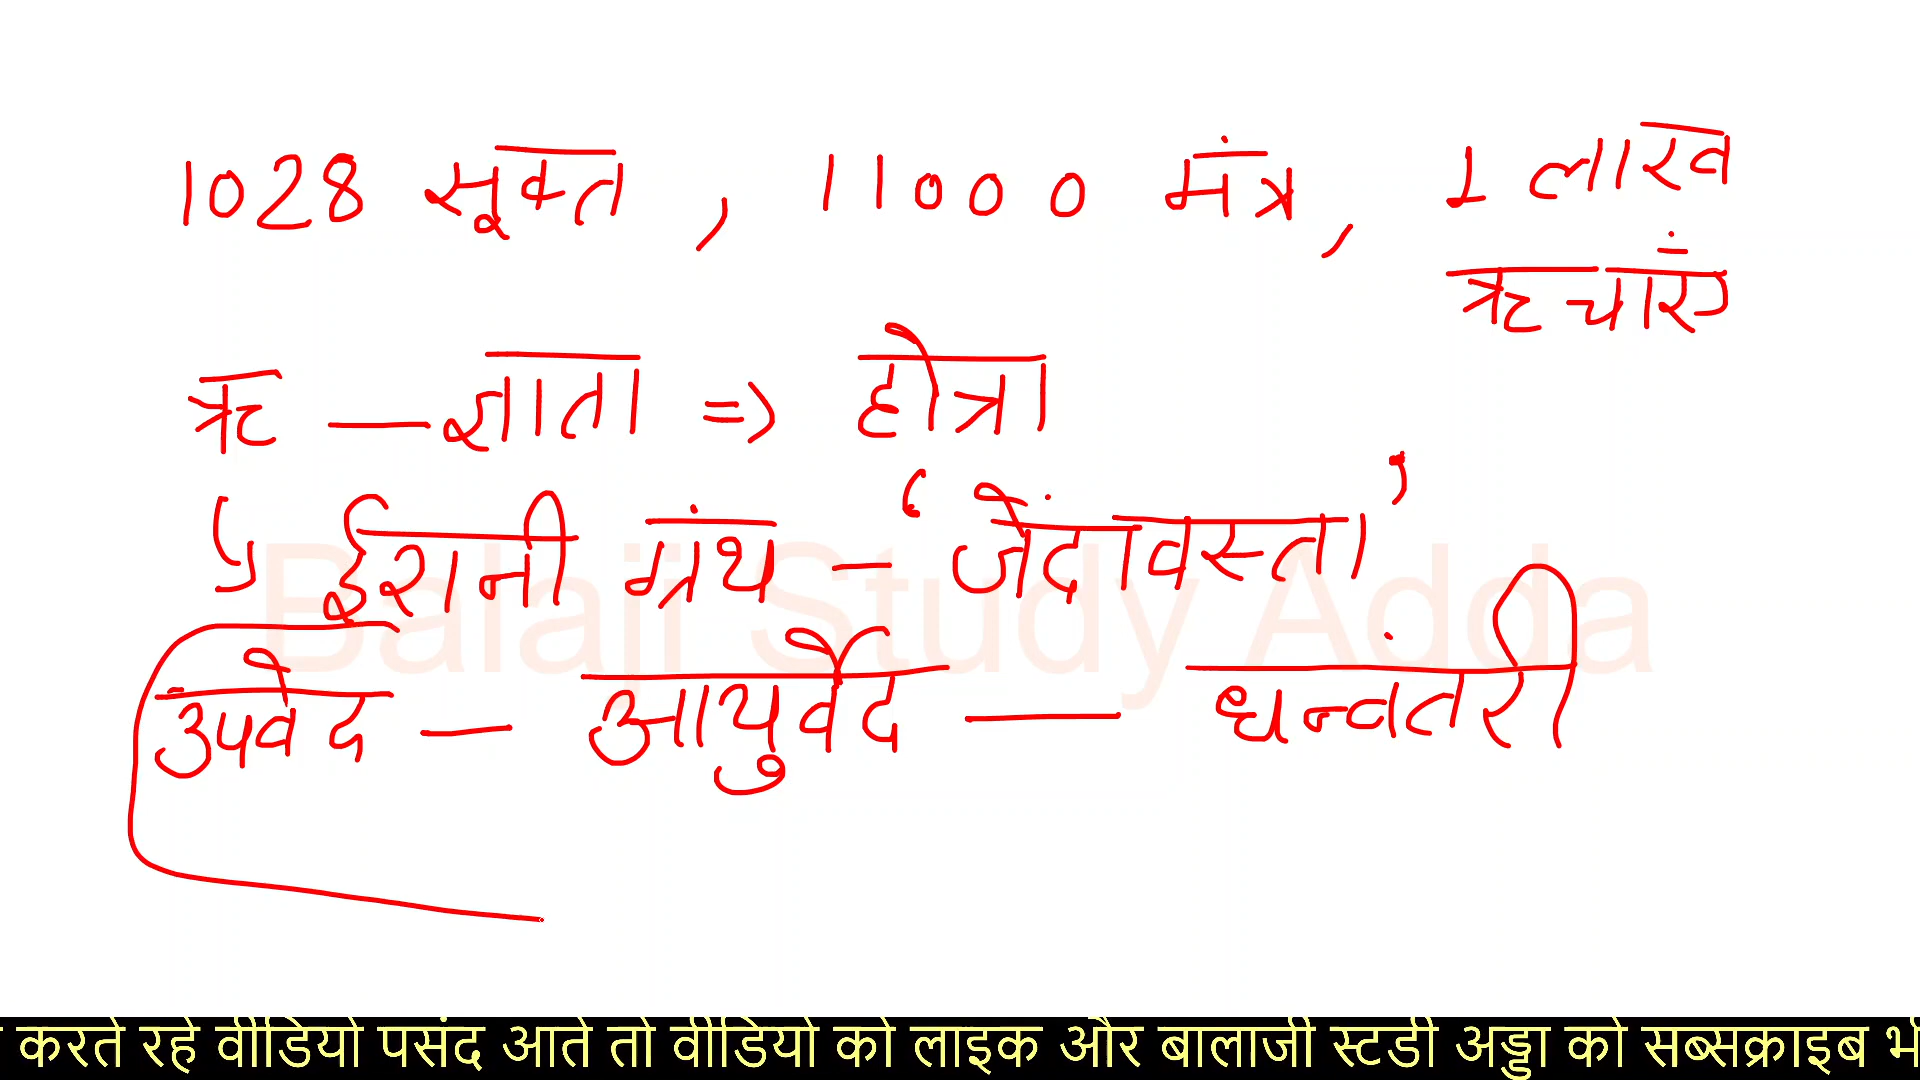 1028 सूक्त , 11000 मंत्र, 1 लाख
ऋचाएं
ऋ — ज्ञाता => होत्रा
ईरानी ग्रंथ - ‘जेंदावस्ता’
Balaji Study Adda
उपवेद - आयुर्वेद - धन्वंतरी
करते रहे वीडियो पसंद आते तो वीडियो को लाइक और बालाजी स्टडी अड्डा को सब्सक्राइब भी